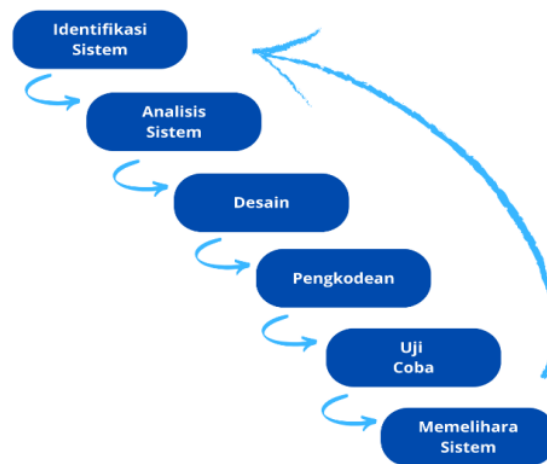 Identifikasi
Sistem
Analisis
Sistem
Desain
Pengkodean
Uji
Coba
Memelihara
Sistem